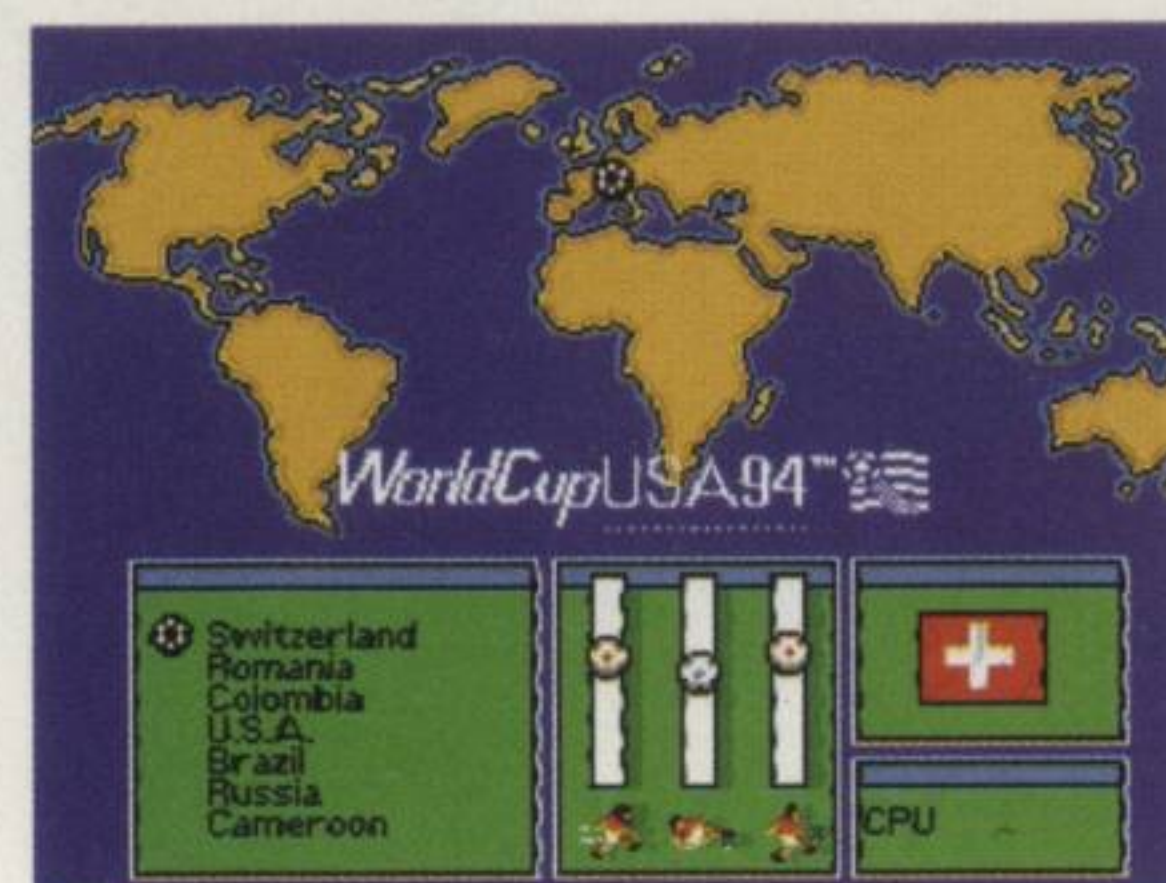 WorldCupUSA94™
Switzerland
Romania
Colombia
U.S.A.
Brazil
Russia
Cameroon
CPU